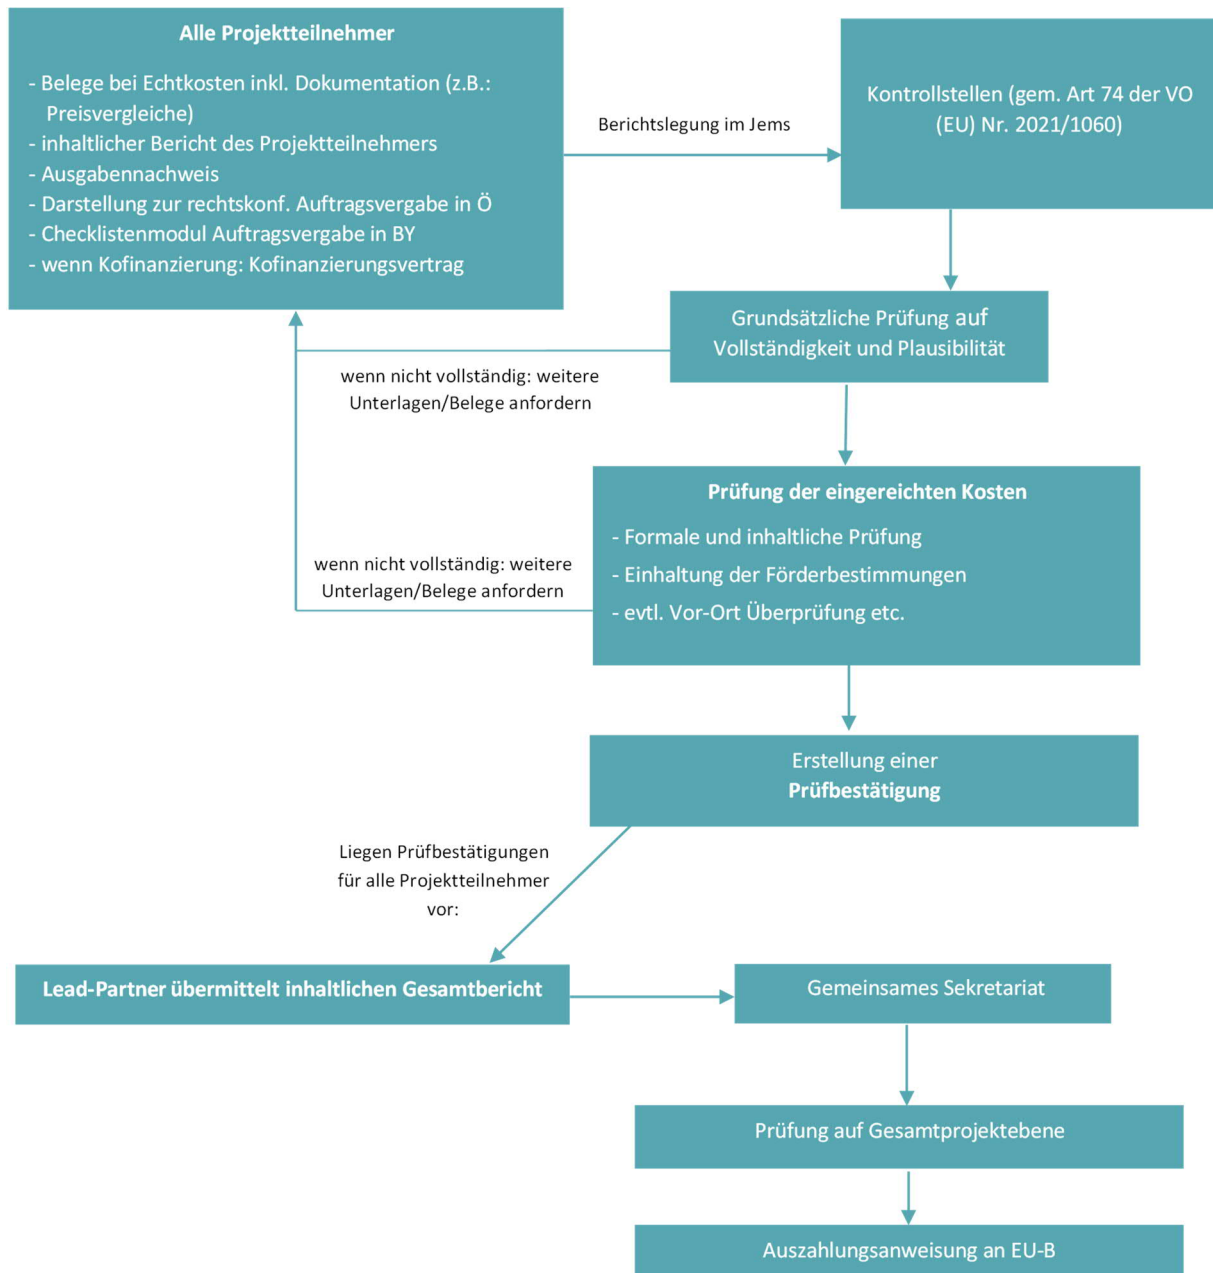 Alle Projektteilnehmer
- Belege bei Echtkosten inkl. Dokumentation (z.B.:
Preisvergleiche)
- inhaltlicher Bericht des Projektteilnehmers
- Ausgabennachweis
- Darstellung zur rechtskonf. Auftragsvergabe in Ö
- Checklistenmodul Auftragsvergabe in BY
- wenn Kofinanzierung: Kofinanzierungsvertrag
Berichtslegung im Jems
Kontrollstellen (gem. Art 74 der VO
(EU) Nr. 2021/1060)
Grundsätzliche Prüfung auf
Vollständigkeit und Plausibilität
wenn nicht vollständig: weitere
Unterlagen/Belege anfordern
Prüfung der eingereichten Kosten
- Formale und inhaltliche Prüfung
- Einhaltung der Förderbestimmungen
- evtl. Vor-Ort Überprüfung etc.
wenn nicht vollständig: weitere
Unterlagen/Belege anfordern
Erstellung einer
Prüfbestätigung
Liegen Prüfbestätigungen
für alle Projektteilnehmer
vor:
Lead-Partner übermittelt inhaltlichen Gesamtbericht
Gemeinsames Sekretariat
Prüfung auf Gesamtprojektebene
Auszahlungsanweisung an EU-B